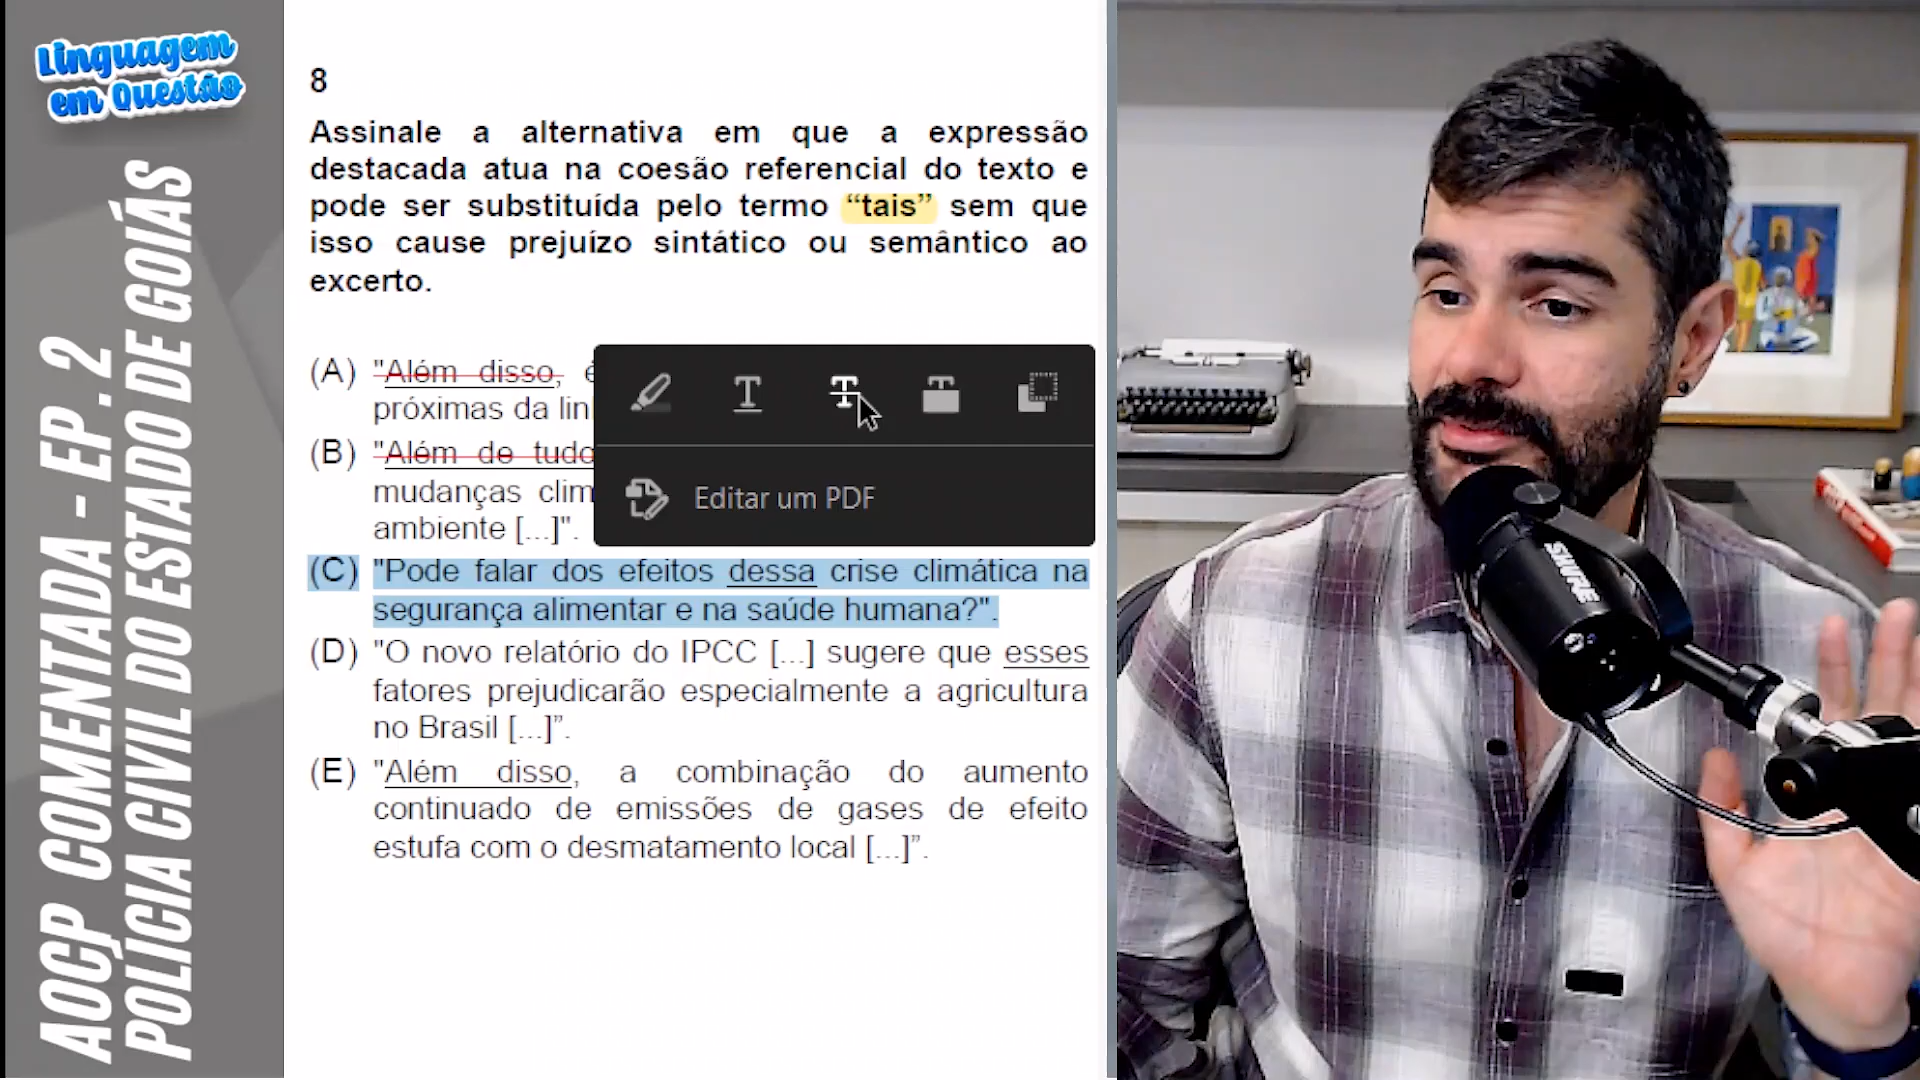 Linguagem
em Questão
AOCP COMENTADA - EP. 2
POLÍCIA CIVIL DO ESTADO DE GOIÁS
8
Assinale a alternativa em que a expressão
destacada atua na coesão referencial do texto e
pode ser substituída pelo termo “tais” sem que
isso cause prejuízo sintático ou semântico ao
excerto.
(A) "Além disso,
próximas da
(B) "Além de tudo
mudanças
ambiente [...]".
Editar um PDF
(C) "Pode falar dos efeitos dessa crise climática na
segurança alimentar e na saúde humana?".
(D) "O novo relatório do IPCC [...] sugere que esses
fatores prejudicarão especialmente a agricultura
no Brasil [...]”.
(E) "Além disso, a combinação do aumento
continuado de emissões de gases de efeito
estufa com o desmatamento local [...]”.
SHURE